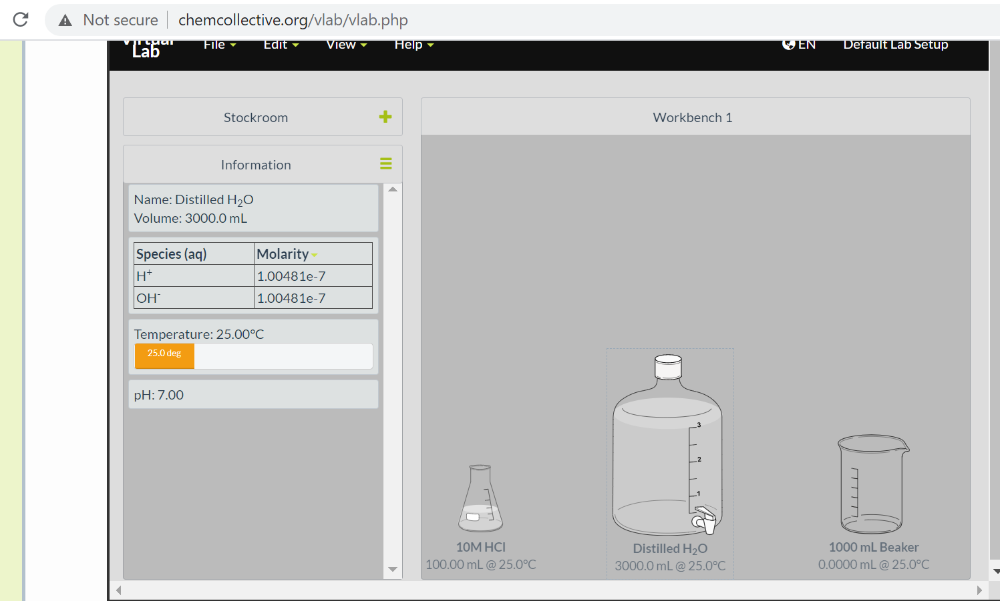 Not secure chemcollective.org/vlab/vlab.php
Virtual
Lab
File Edit View Help EN Default Lab Setup
Stockroom
Information
Name: Distilled H₂O
Volume: 3000.0 mL
Species (aq) Molarity
H⁺ 1.00481e-7
OH⁻ 1.00481e-7
Temperature: 25.00°C
25.0 deg
pH: 7.00
Workbench 1
3
2
1
10M HCl
100.00 mL @ 25.0°C
Distilled H₂O
3000.0 mL @ 25.0°C
1000 mL Beaker
0.0000 mL @ 25.0°C